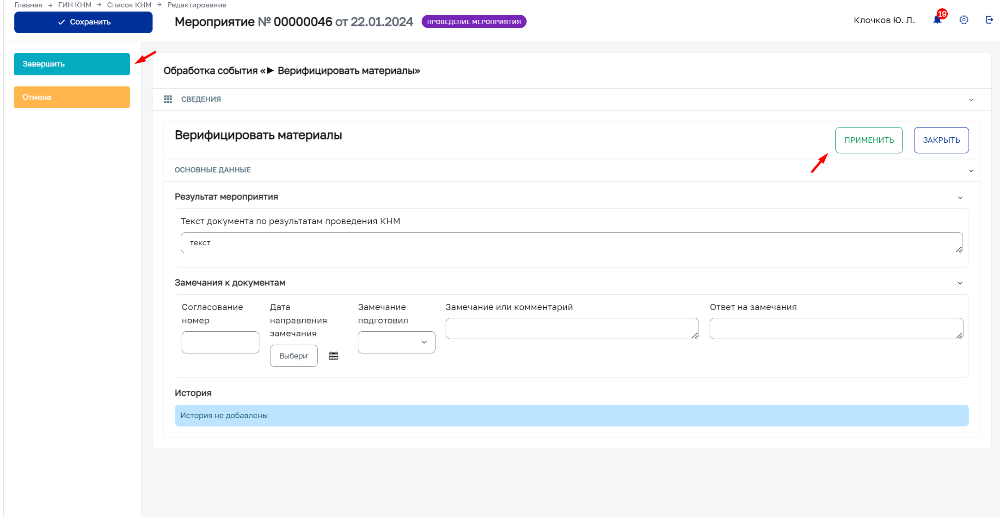 Главная → ГИН КНМ → Список КНМ → Редактирование
Сохранить
Мероприятие № 00000046 от 22.01.2024
ПРОВЕДЕНИЕ МЕРОПРИЯТИЯ
Клочков Ю. Л.
19
Завершить
Отмена
Обработка события «► Верифицировать материалы»
СВЕДЕНИЯ
Верифицировать материалы
ПРИМЕНИТЬ
ЗАКРЫТЬ
ОСНОВНЫЕ ДАННЫЕ
Результат мероприятия
Текст документа по результатам проведения КНМ
текст
Замечания к документам
Согласование
номер
Дата
направления
замечания
Выберит
Замечание
подготовил
Замечание или комментарий
Ответ на замечания
История
История не добавлены